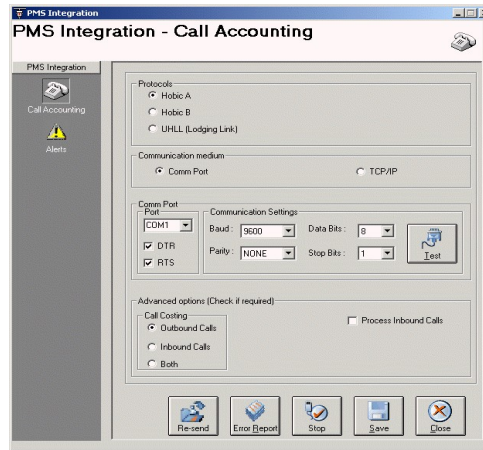 PMS Integration
PMS Integration - Call Accounting
PMS Integration
Call Accounting
Alerts
Protocols
Hobic A
Hobic B
UHLL (Lodging Link)
Communication medium
Comm Port
TCP/IP
Comm Port
Port
COM1
DTR
RTS
Communication Settings
Baud : 9600
Data Bits : 8
Parity : NONE
Stop Bits : 1
Test
Advanced options (Check if required)
Call Costing
Outbound Calls
Inbound Calls
Both
Process Inbound Calls
Re-send
Error Report
Stop
Save
Close